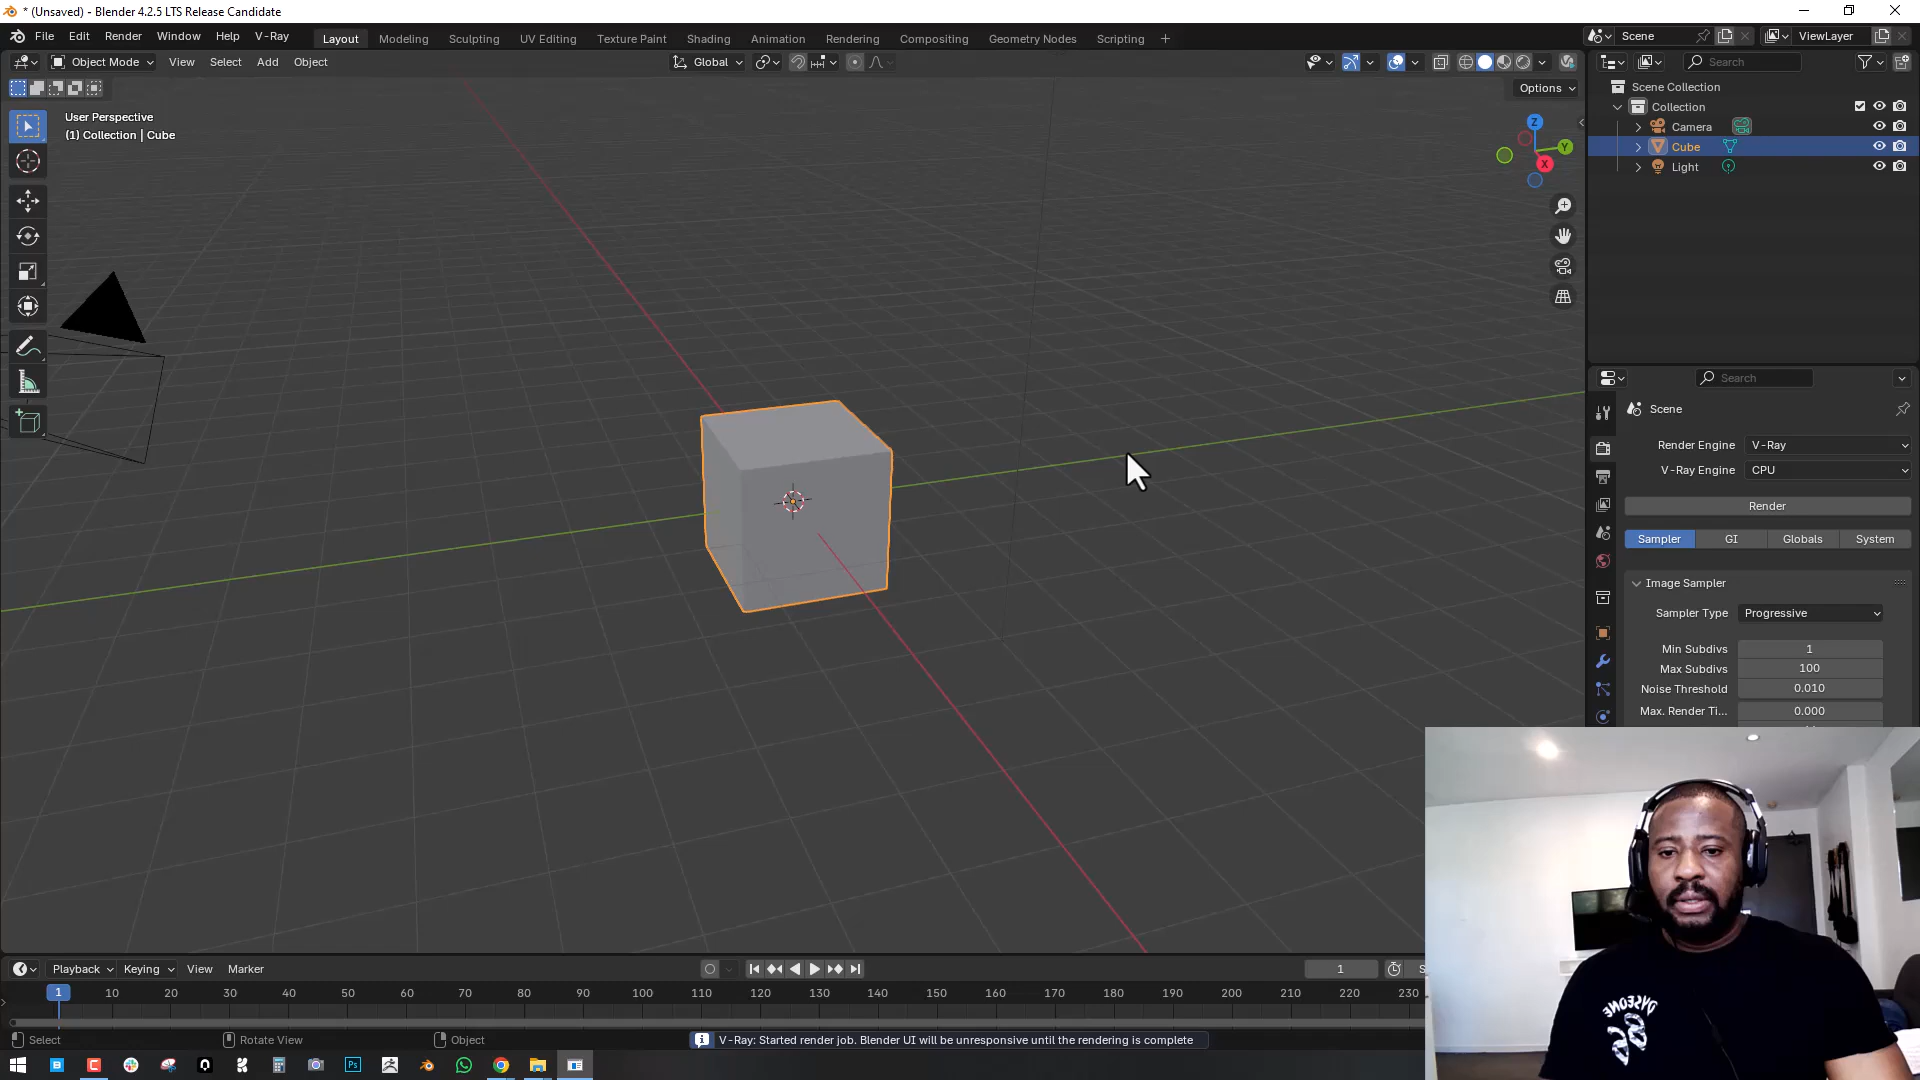 * (Unsaved) - Blender 4.2.5 LTS Release Candidate
File Edit Render Window Help V-Ray
Layout Modeling Sculpting UV Editing Texture Paint Shading Animation Rendering Compositing Geometry Nodes Scripting +
Scene ViewLayer
Object Mode View Select Add Object Global
Search
Options
User Perspective
(1) Collection | Cube
Z
Y
X
Scene Collection
Collection
Camera
Cube
Light
Search
Scene
Render Engine V-Ray
V-Ray Engine CPU
Render
Sampler GI Globals System
Image Sampler
Sampler Type Progressive
Min Subdivs 1
Max Subdivs 100
Noise Threshold 0.010
Max. Render Ti... 0.000
Playback Keying View Marker
1
S
1 10 20 30 40 50 60 70 80 90 100 110 120 130 140 150 160 170 180 190 200 210 220 230
Select Rotate View Object
V-Ray: Started render job. Blender UI will be unresponsive until the rendering is complete
B C Ps